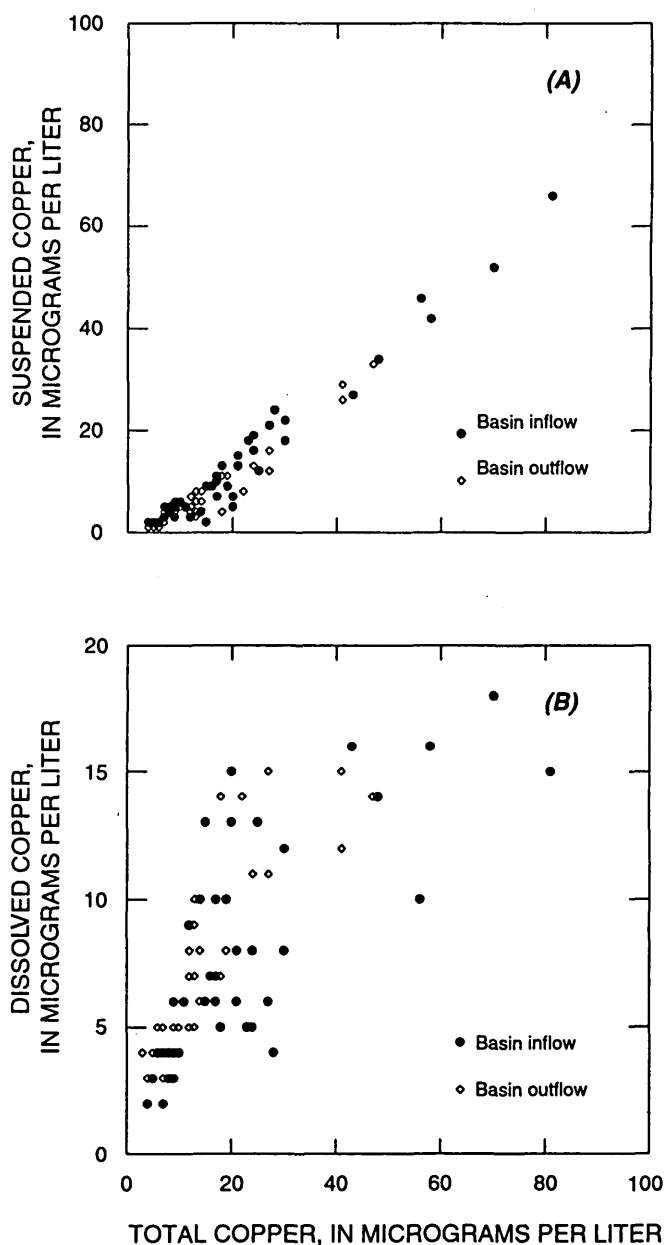 100
80
60
40
20
0
SUSPENDED COPPER,
IN MICROGRAMS PER LITER
(A)
Basin inflow
Basin outflow
20
15
10
5
0
DISSOLVED COPPER,
IN MICROGRAMS PER LITER
(B)
Basin inflow
Basin outflow
0 20 40 60 80 100
TOTAL COPPER, IN MICROGRAMS PER LITER